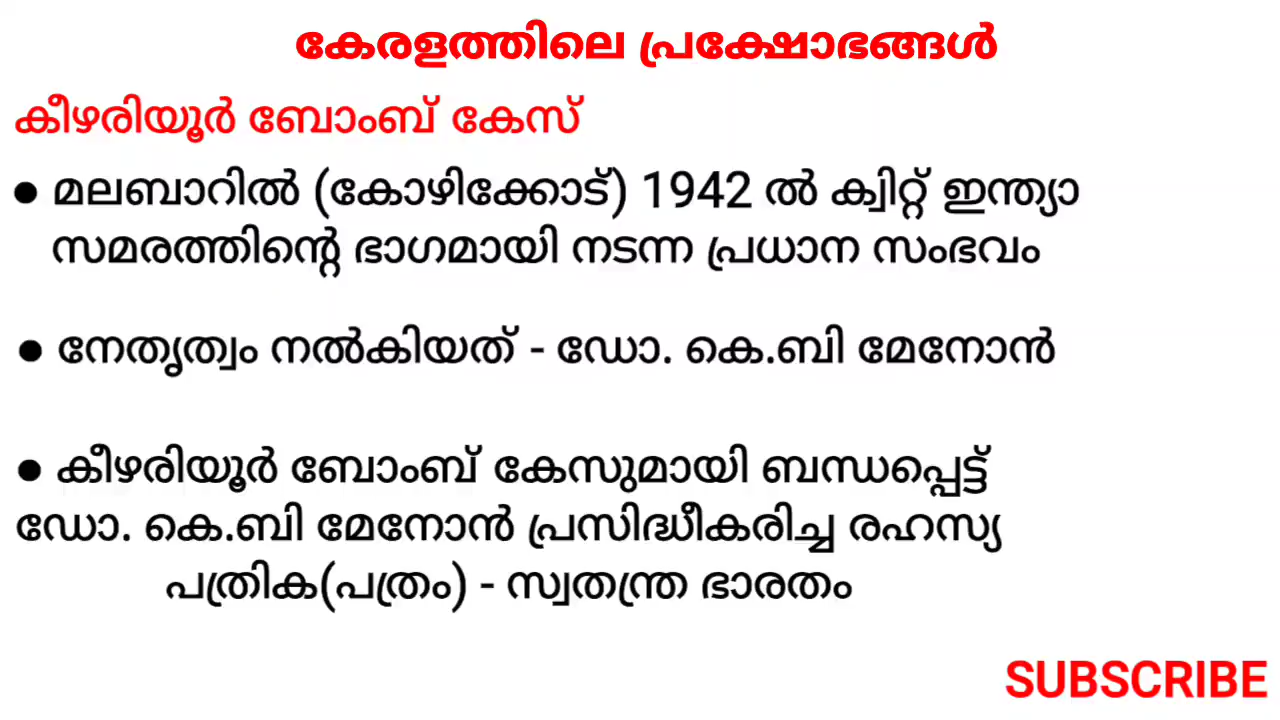 കേരളത്തിലെ പ്രക്ഷോഭങ്ങൾ
കീഴരിയൂർ ബോംബ് കേസ്
● മലബാറിൽ (കോഴിക്കോട്) 1942 ൽ ക്വിറ്റ് ഇന്ത്യാ
സമരത്തിന്റെ ഭാഗമായി നടന്ന പ്രധാന സംഭവം
● നേതൃത്വം നൽകിയത് - ഡോ. കെ.ബി മേനോൻ
● കീഴരിയൂർ ബോംബ് കേസുമായി ബന്ധപ്പെട്ട്
ഡോ. കെ.ബി മേനോൻ പ്രസിദ്ധീകരിച്ച രഹസ്യ
പത്രിക(പത്രം) - സ്വതന്ത്ര ഭാരതം
SUBSCRIBE